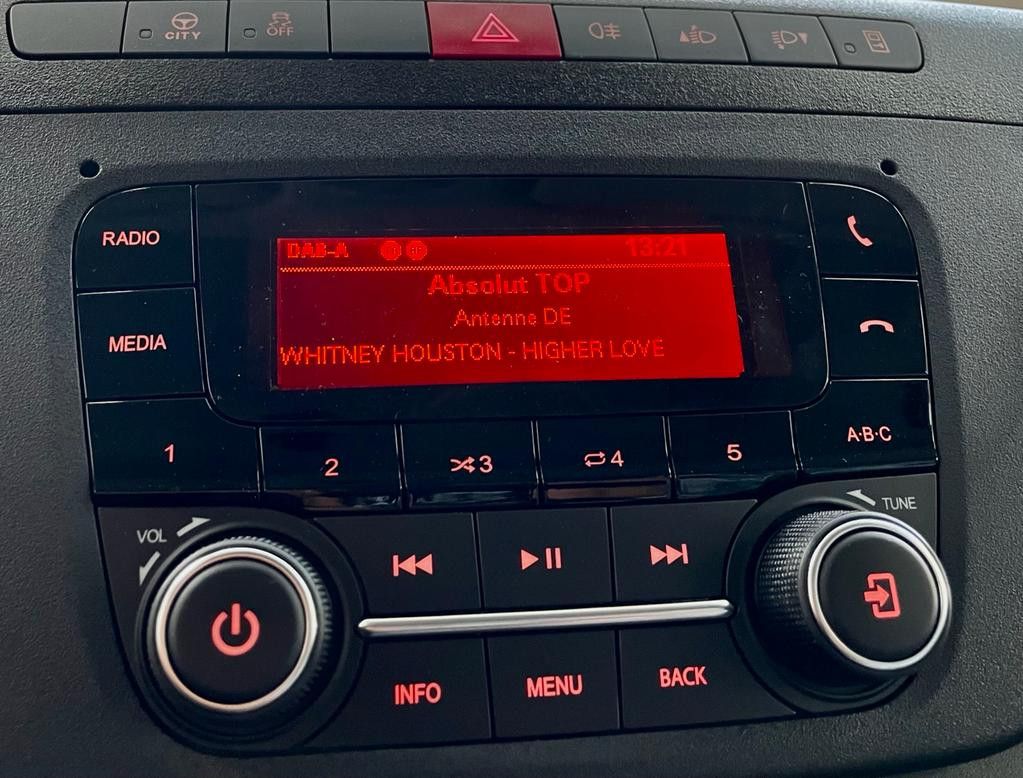 CITY
OFF
RADIO
DAB-A
13:21
Absolut TOP
Antenne DE
WHITNEY HOUSTON - HIGHER LOVE
MEDIA
1
2
3
4
5
A·B·C
VOL
TUNE
INFO
MENU
BACK